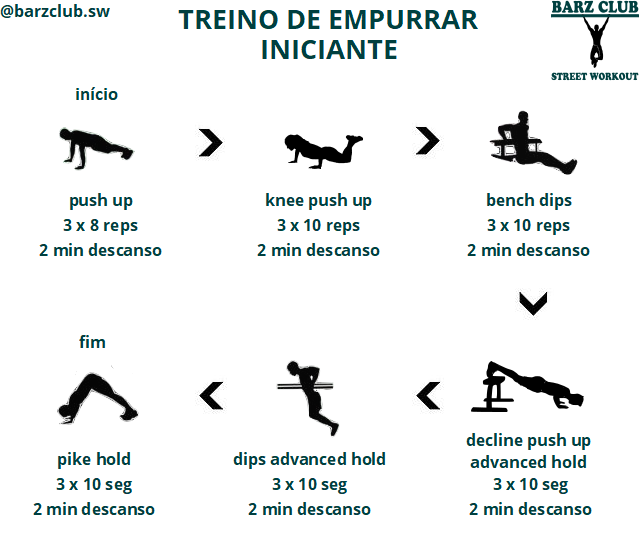 @barzclub.sw
TREINO DE EMPURRAR
INICIANTE
BARZ CLUB
STREET WORKOUT
início
push up
3 x 8 reps
2 min descanso
knee push up
3 x 10 reps
2 min descanso
bench dips
3 x 10 reps
2 min descanso
decline push up
advanced hold
3 x 10 seg
2 min descanso
dips advanced hold
3 x 10 seg
2 min descanso
fim
pike hold
3 x 10 seg
2 min descanso